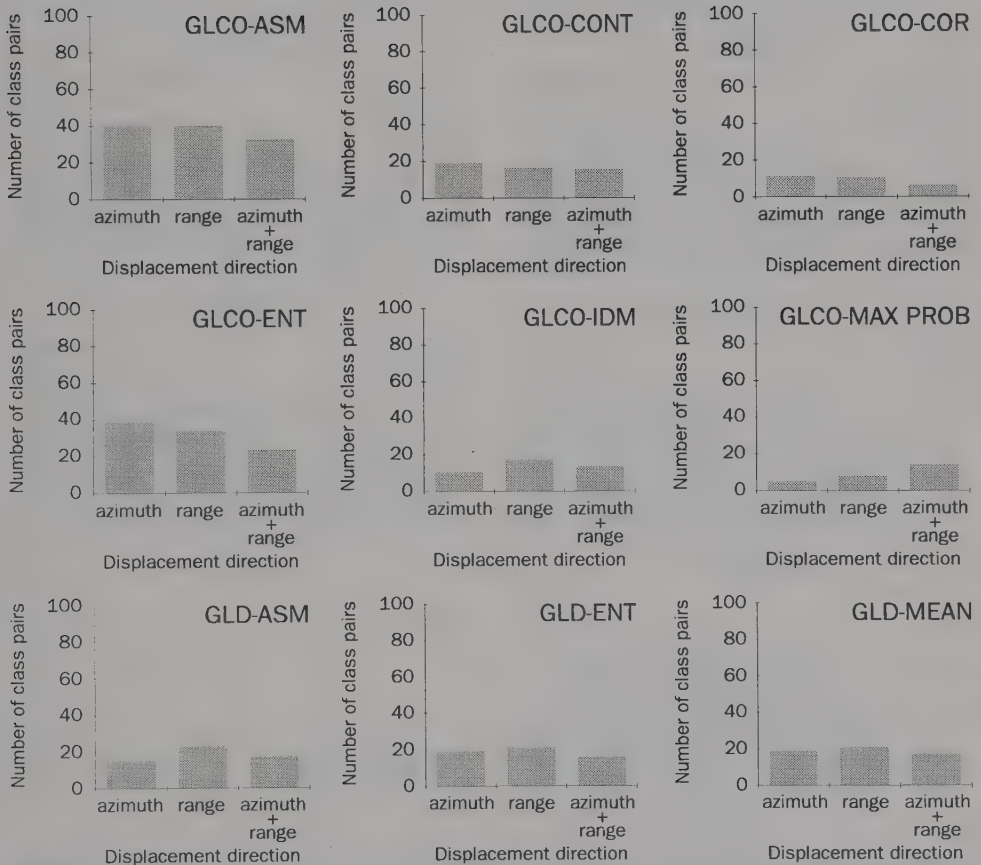 Number of class pairs
GLCO-ASM
100
80
60
40
20
0
azimuth range azimuth
+
range
Displacement direction
Number of class pairs
GLCO-CONT
100
80
60
40
20
0
azimuth range azimuth
+
range
Displacement direction
Number of class pairs
GLCO-COR
100
80
60
40
20
0
azimuth range azimuth
+
range
Displacement direction
Number of class pairs
GLCO-ENT
100
80
60
40
20
0
azimuth range azimuth
+
range
Displacement direction
Number of class pairs
GLCO-IDM
100
80
60
40
20
0
azimuth range azimuth
+
range
Displacement direction
Number of class pairs
GLCO-MAX PROB
100
80
60
40
20
0
azimuth range azimuth
+
range
Displacement direction
Number of class pairs
GLD-ASM
100
80
60
40
20
0
azimuth range azimuth
+
range
Displacement direction
Number of class pairs
GLD-ENT
100
80
60
40
20
0
azimuth range azimuth
+
range
Displacement direction
Number of class pairs
GLD-MEAN
100
80
60
40
20
0
azimuth range azimuth
+
range
Displacement direction